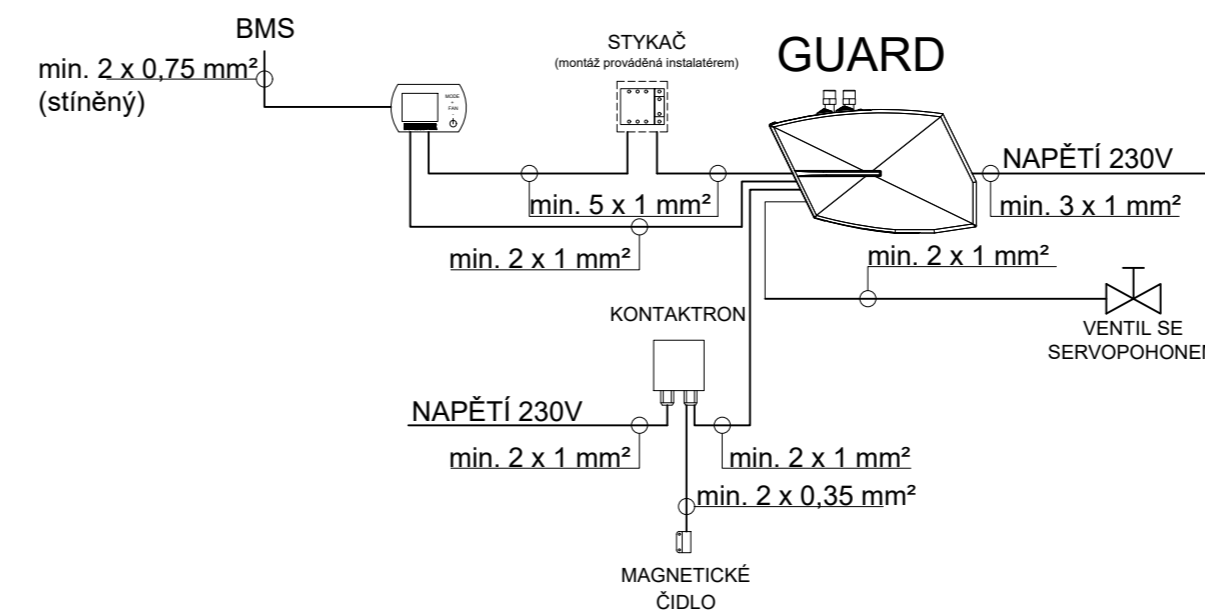 BMS
min. 2 x 0,75 mm²
(stíněný)
MODE
+
FAN
-
STYKAČ
(montáž prováděná instalatérem)
GUARD
NAPĚTÍ 230V
min. 3 x 1 mm²
min. 5 x 1 mm²
min. 2 x 1 mm²
min. 2 x 1 mm²
VENTIL SE
SERVOPOHONEM
KONTAKTRON
NAPĚTÍ 230V
min. 2 x 1 mm²
min. 2 x 1 mm²
min. 2 x 0,35 mm²
MAGNETICKÉ
ČIDLO